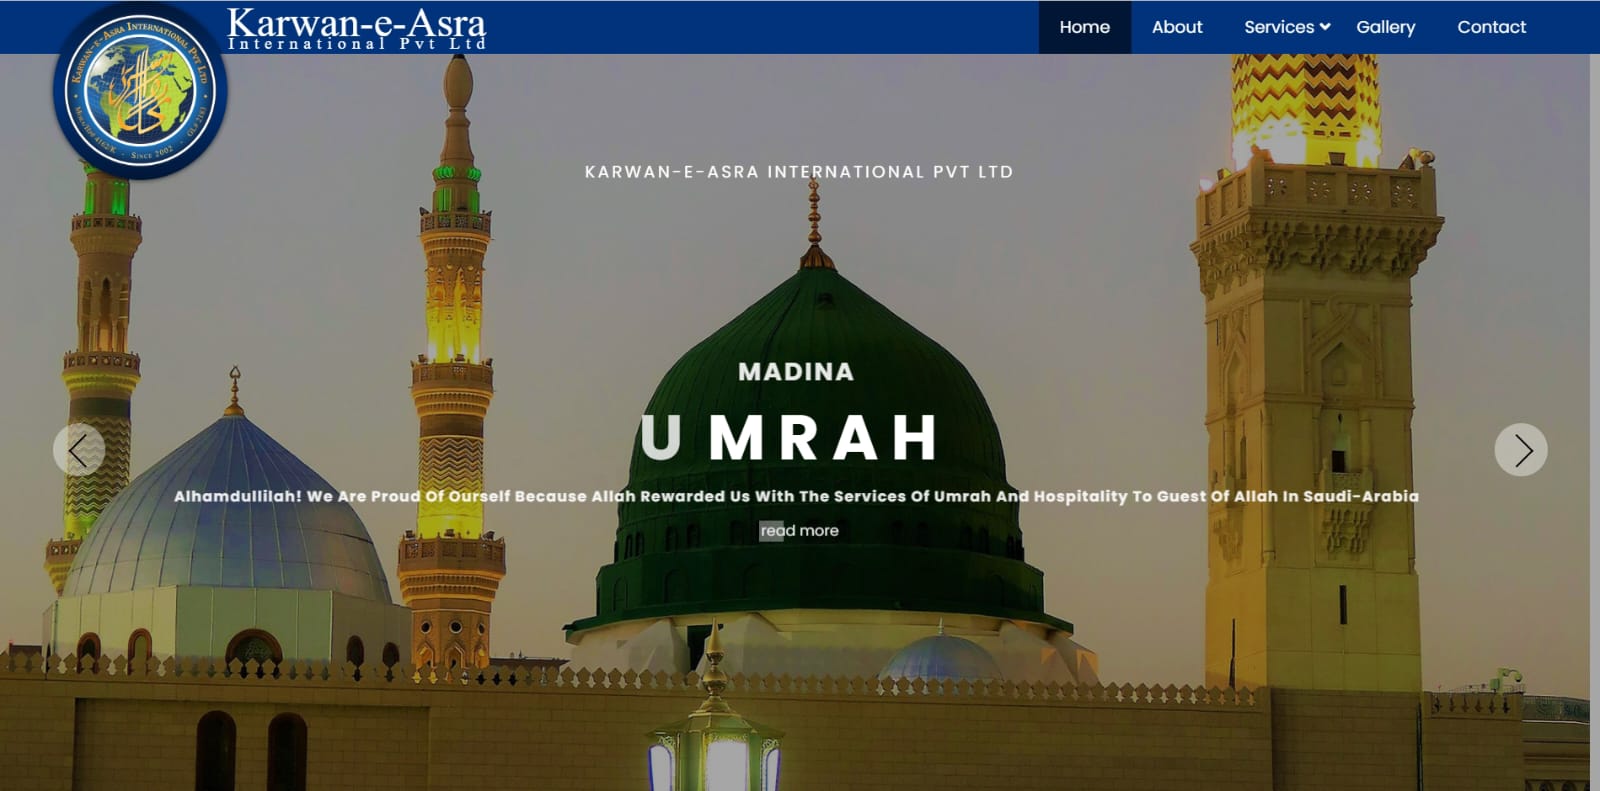 Karwan-e-Asra
International Pvt Ltd
Home
About
Services
Gallery
Contact
KARWAN-E-ASRA INTERNATIONAL PVT LTD
SINCE 2002
KARWAN-E-ASRA INTERNATIONAL PVT LTD
MADINA
UMRAH
Alhamdullilah! We Are Proud Of Ourself Because Allah Rewarded Us With The Services Of Umrah And Hospitality To Guest Of Allah In Saudi-Arabia
read more